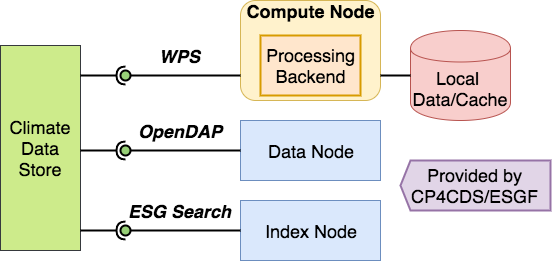 Compute Node
WPS
Processing
Backend
Local
Data/Cache
Climate
Data
Store
OpenDAP
Data Node
Provided by
CP4CDS/ESGF
ESG Search
Index Node